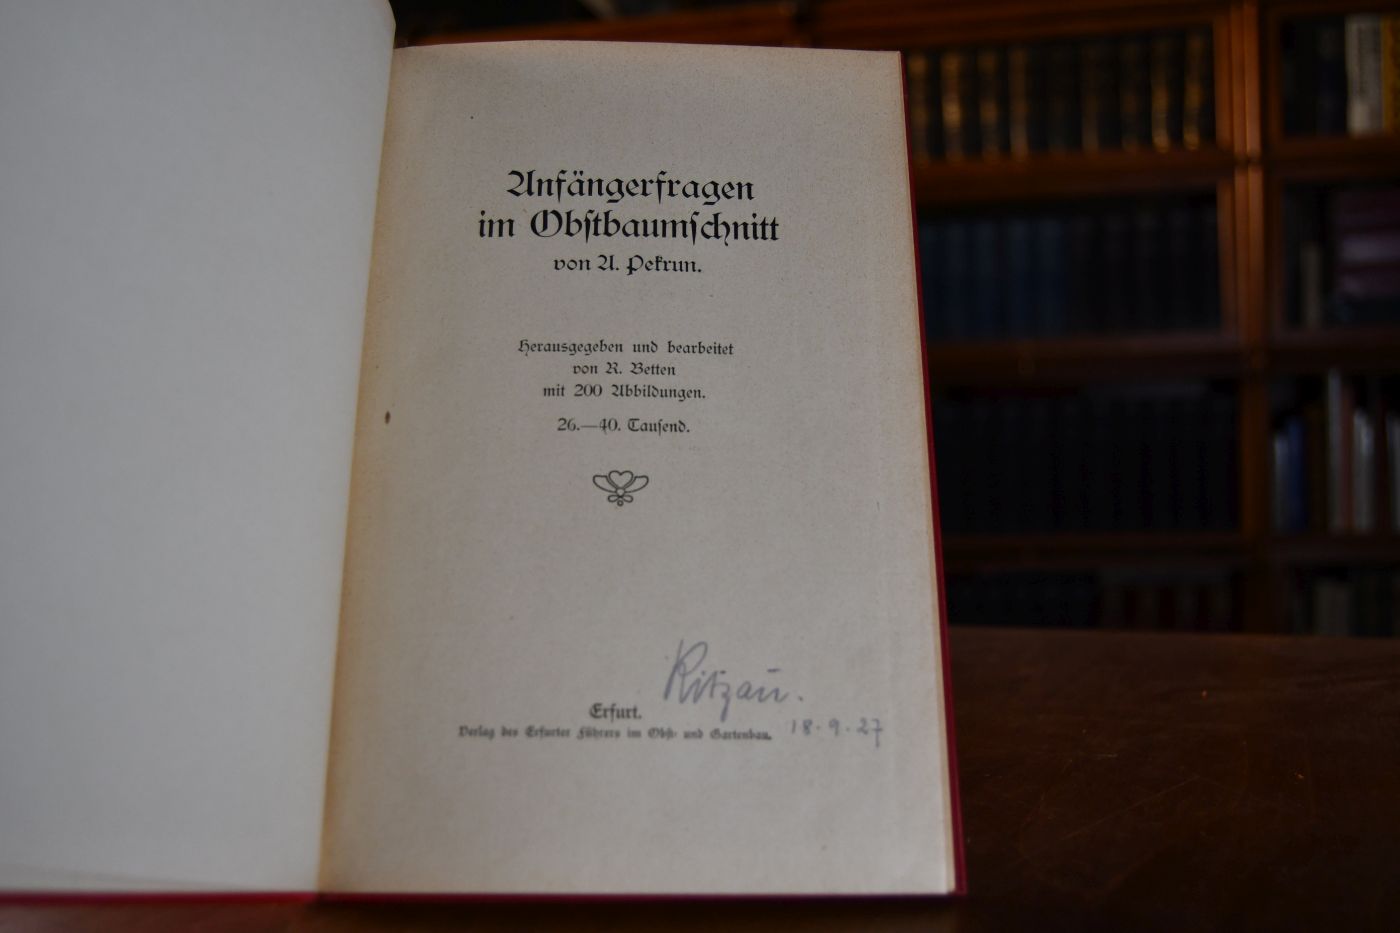 Anfängerfragen
im Obstbaumschnitt
von A. Pekrun.
Herausgegeben und bearbeitet
von R. Betten
mit 200 Abbildungen.
26.—40. Tausend.
Ritzau.
Erfurt.
Verlag des Erfurter Führers im Obst- und Gartenbau.
18.9.27